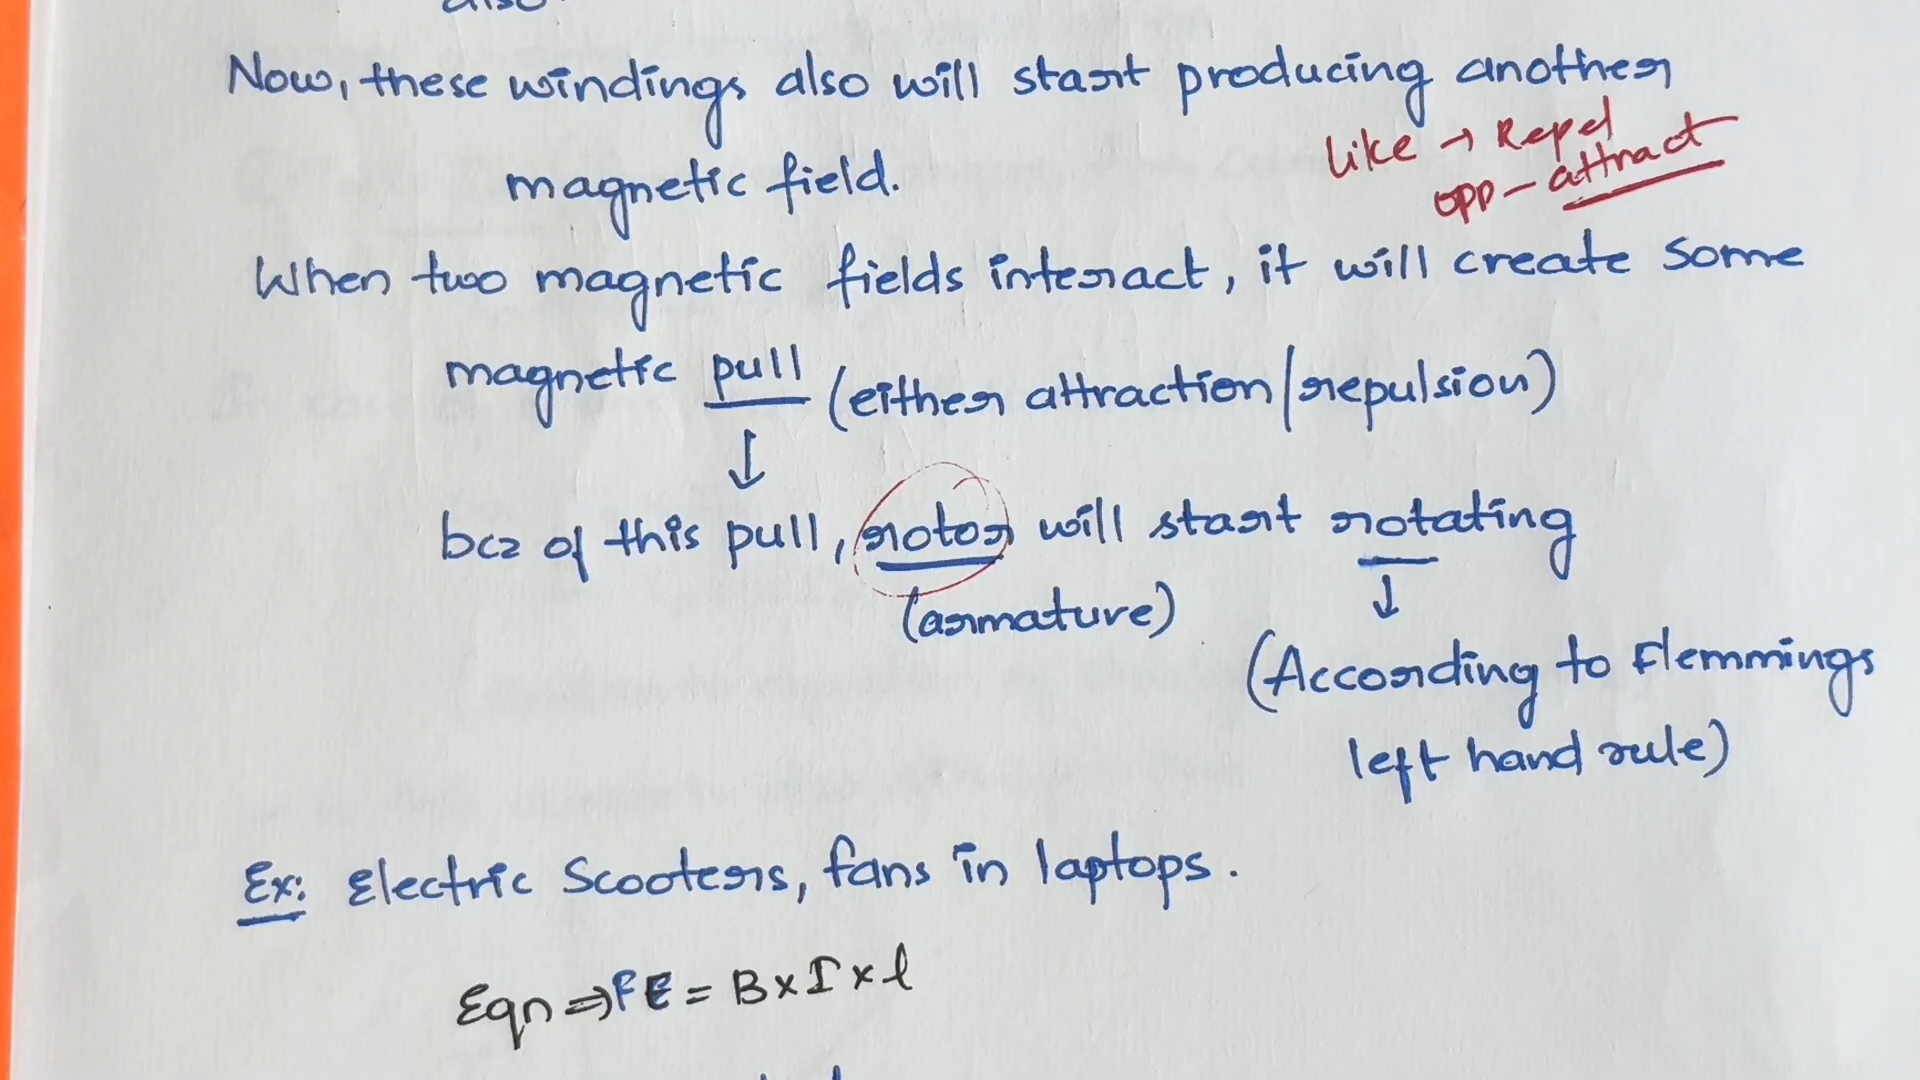 Now, these windings also will start producing another
magnetic field.
like → Repel
opp - attract
When two magnetic fields interact, it will create some
magnetic pull (either attraction/repulsion)
↓
bcz of this pull, rotor will start rotating
(armature)
↓
(According to Flemmings
left hand rule)
Ex: Electric Scooters, fans in laptops.
Eqn ⇒ F = B x I x l